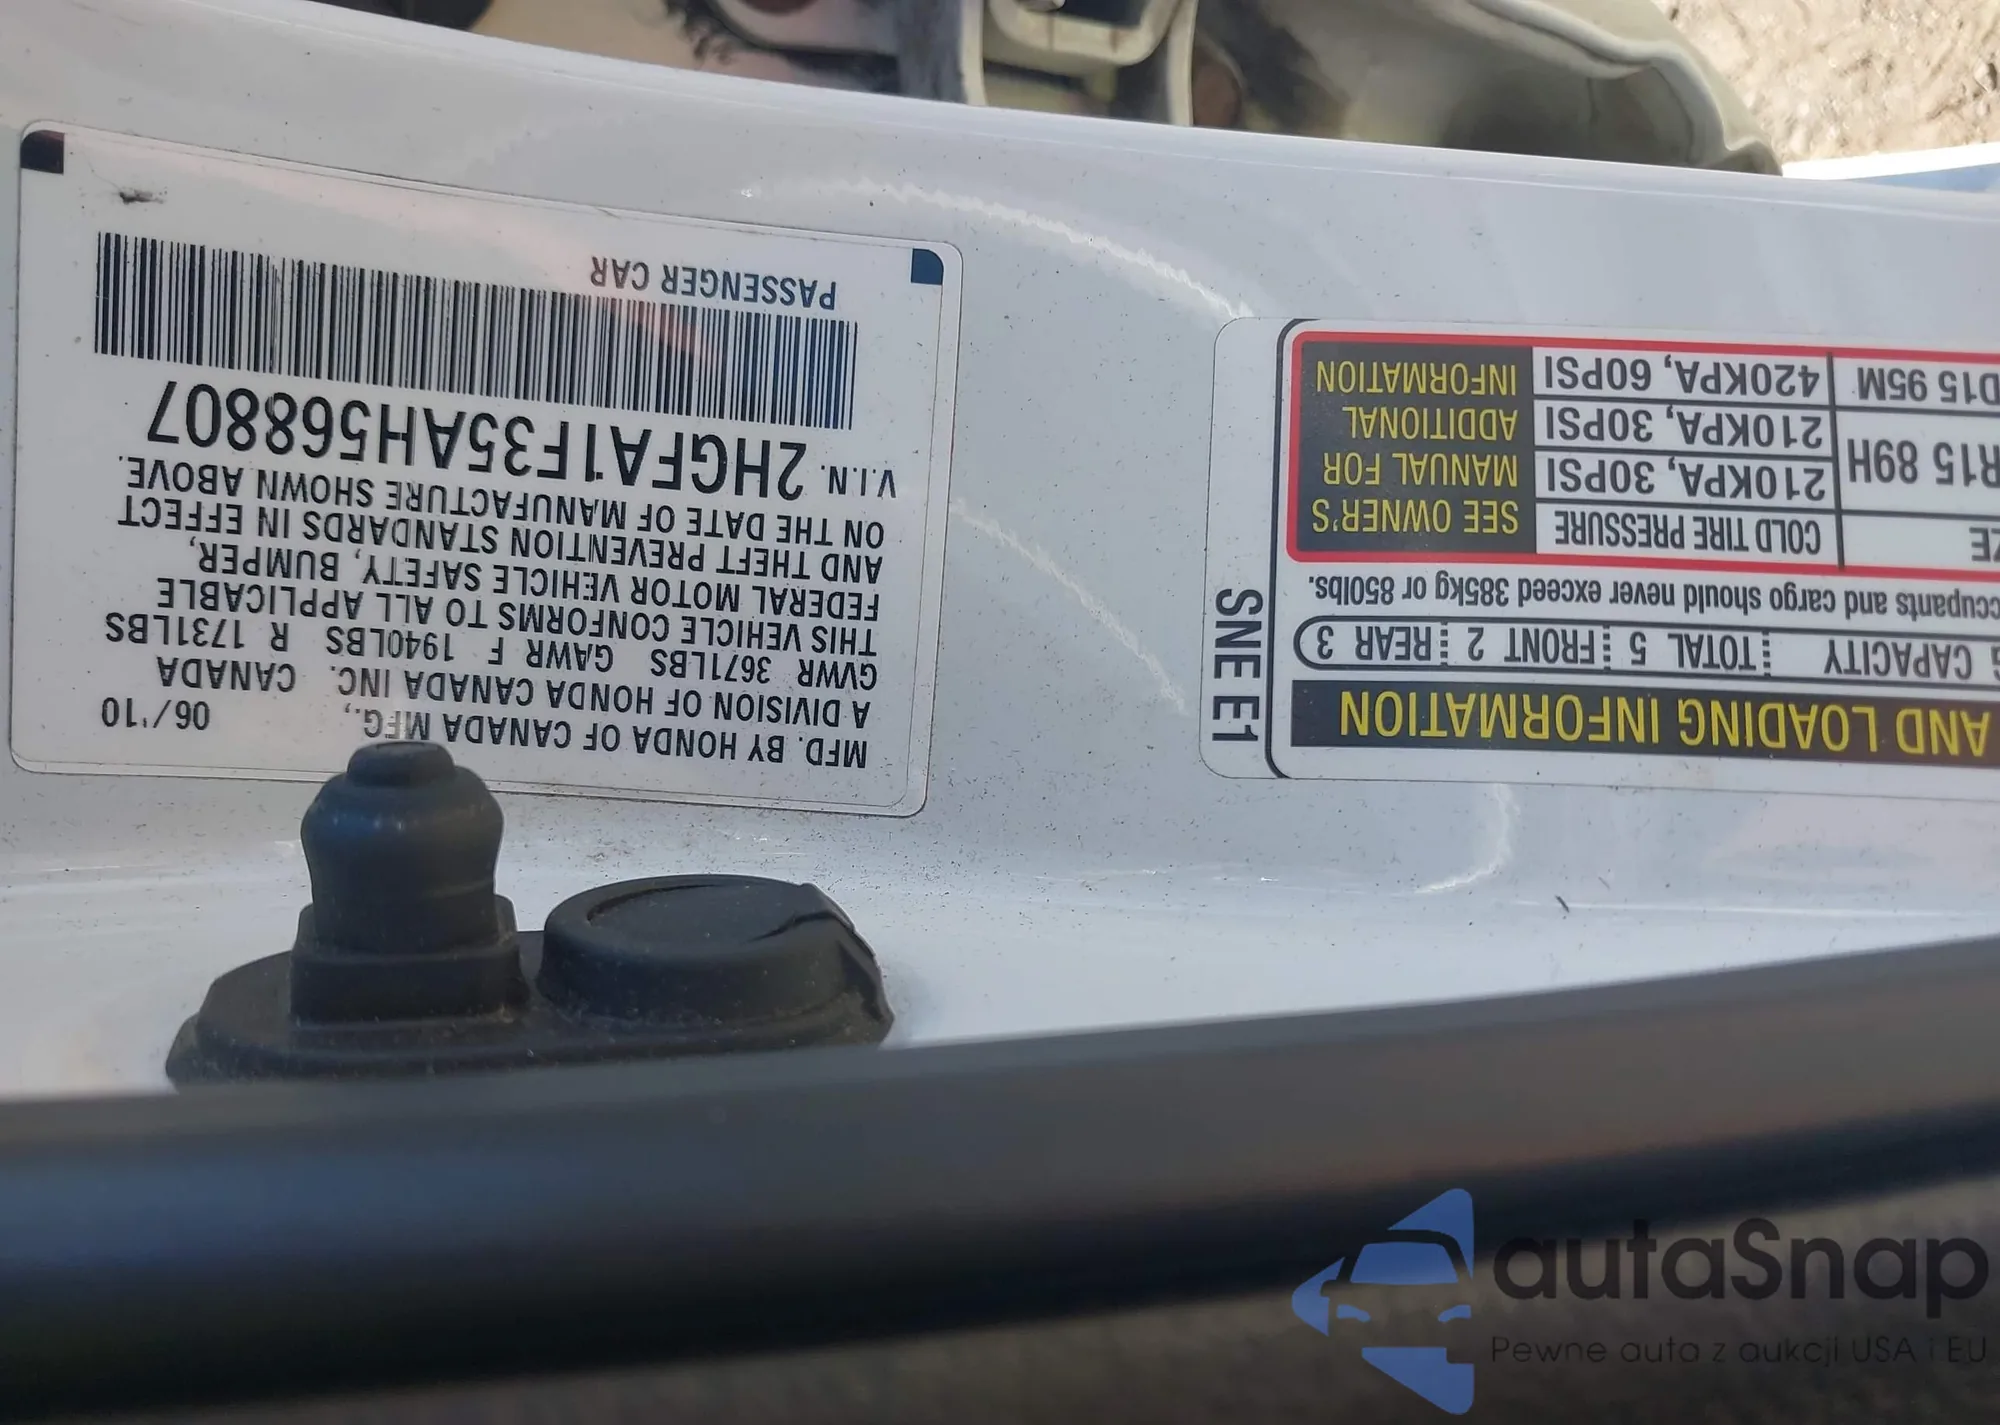 MFD. BY HONDA OF CANADA MFG., 06/'10
A DIVISION OF HONDA CANADA INC. CANADA
GVWR 3671LBS GAWR F 1940LBS R 1731LBS
THIS VEHICLE CONFORMS TO ALL APPLICABLE
FEDERAL MOTOR VEHICLE SAFETY, BUMPER,
AND THEFT PREVENTION STANDARDS IN EFFECT
ON THE DATE OF MANUFACTURE SHOWN ABOVE.
V.I.N. 2HGFA1F35AH568807
PASSENGER CAR
AND LOADING INFORMATION
G CAPACITY TOTAL 5 FRONT 2 REAR 3
ccupants and cargo should never exceed 385kg or 850lbs.
ZE COLD TIRE PRESSURE
R15 89H 210KPA, 30PSI
210KPA, 30PSI
D15 95M 420KPA, 60PSI
SEE OWNER'S
MANUAL FOR
ADDITIONAL
INFORMATION
SNE E1
autaSnap
Pewne auta z aukcji USA i EU